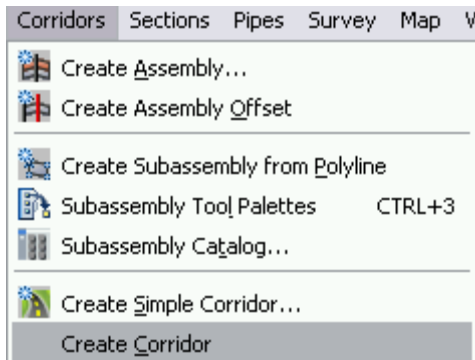 Corridors Sections Pipes Survey Map
Create Assembly...
Create Assembly Offset
Create Subassembly from Polyline
Subassembly Tool Palettes CTRL+3
Subassembly Catalog...
Create Simple Corridor...
Create Corridor